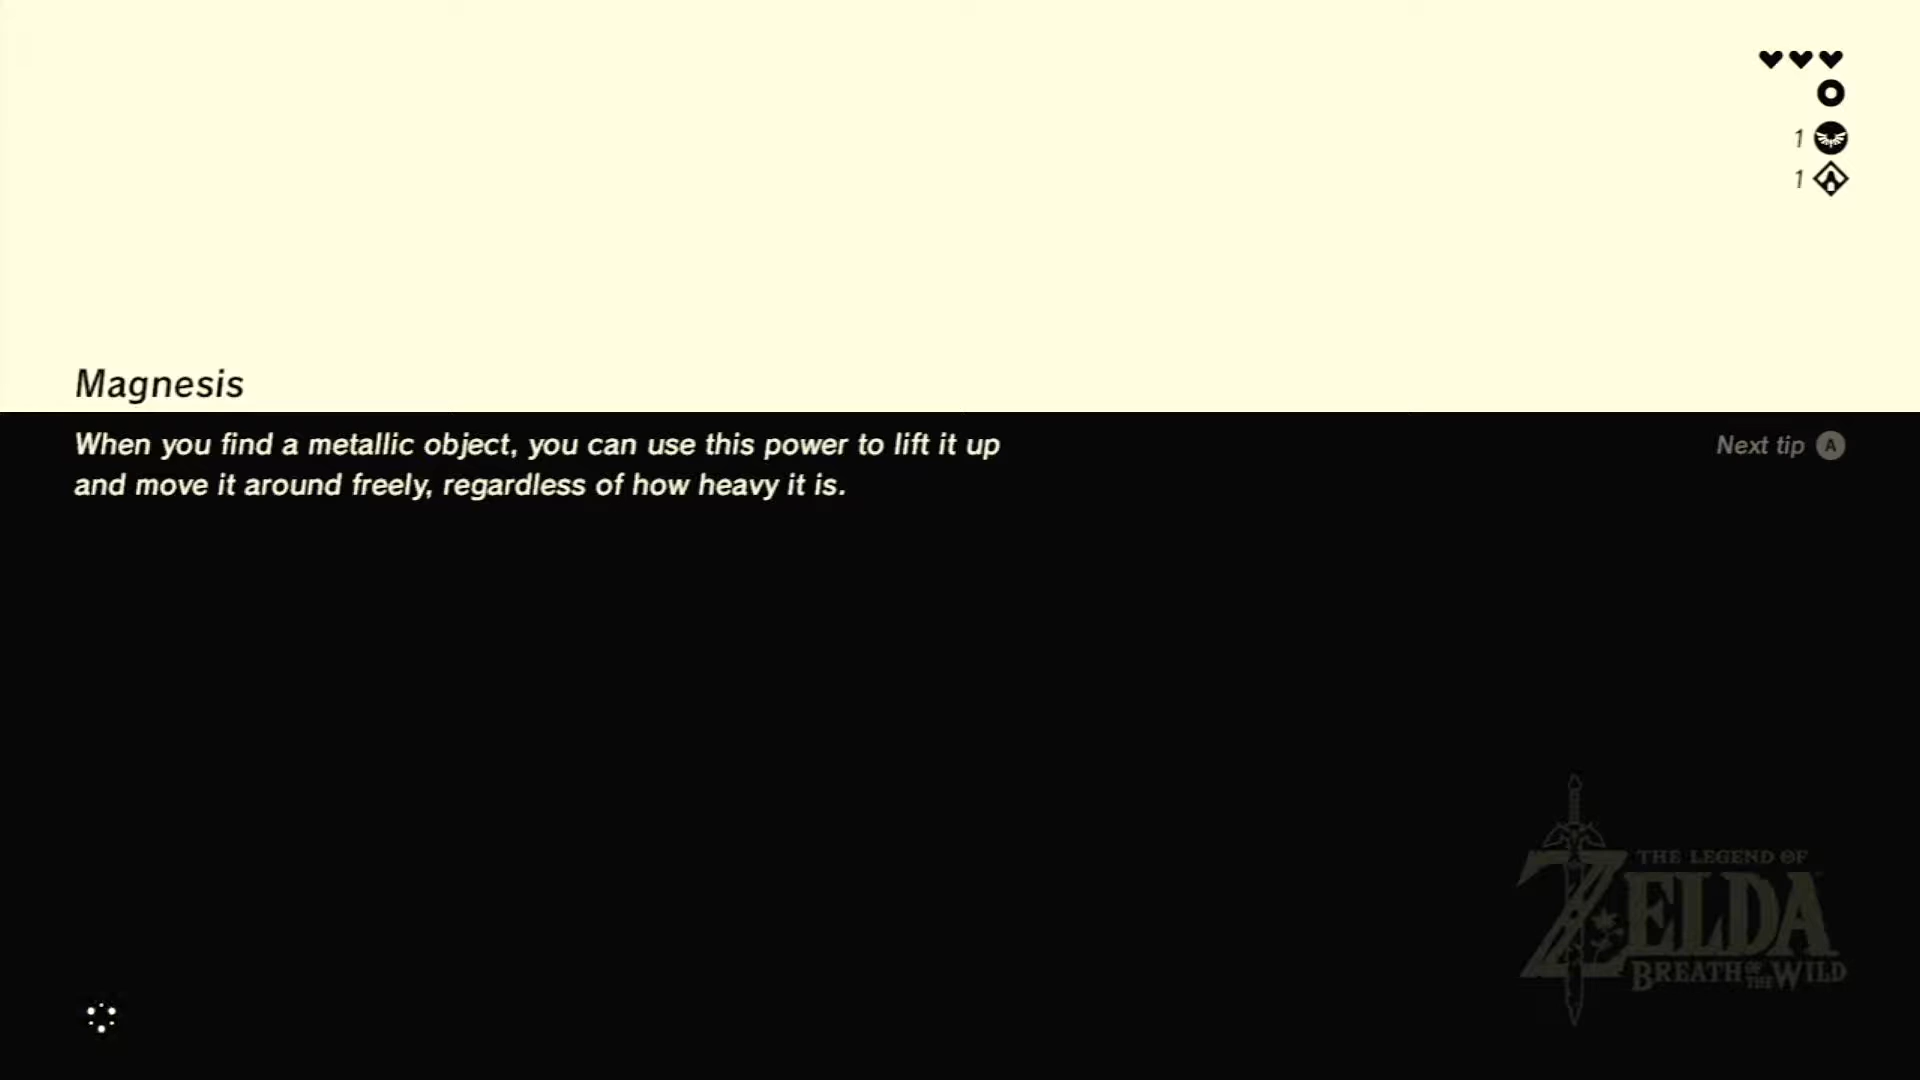 1
1
Magnesis
When you find a metallic object, you can use this power to lift it up
and move it around freely, regardless of how heavy it is.
Next tip A
THE LEGEND OF
ZELDA
BREATH OF THE WILD